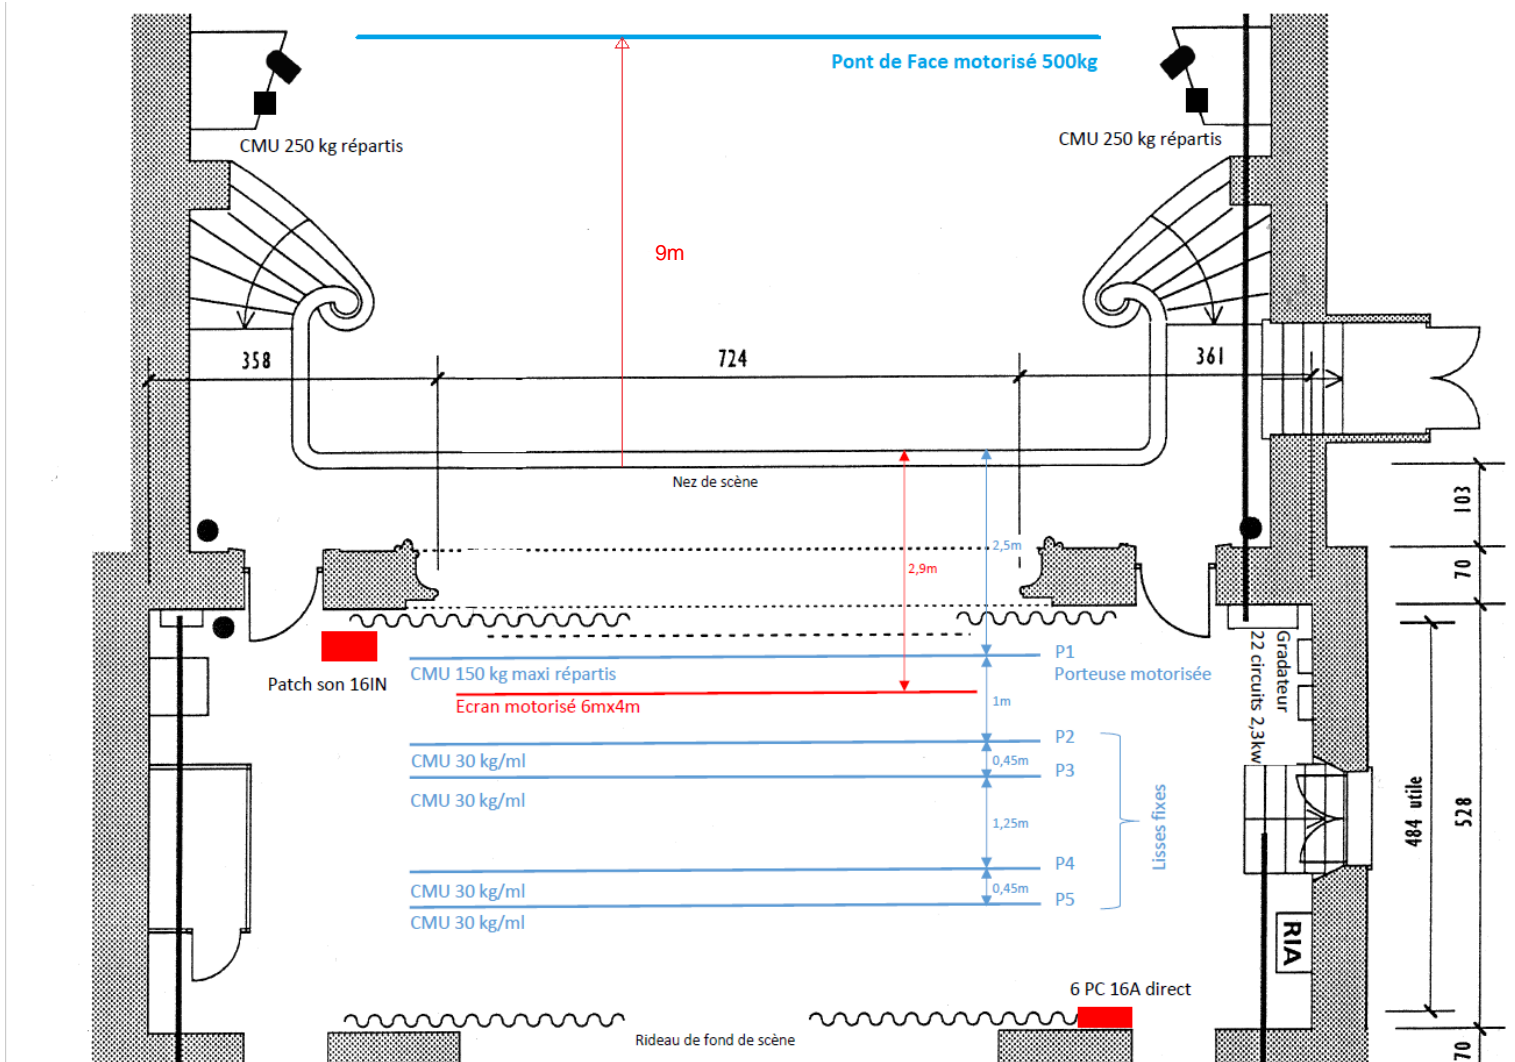 Pont de Face motorisé 500kg
CMU 250 kg répartis
CMU 250 kg répartis
9m
358
724
361
Nez de scène
103
2,5m
2,9m
70
P1
CMU 150 kg maxi répartis
Porteuse motorisée
Patch son 16IN
Ecran motorisé 6mx4m
1m
Gradateur
22 circuits 2,3kw
P2
CMU 30 kg/ml
0,45m
P3
CMU 30 kg/ml
1,25m
Lisses fixes
484 utile
528
P4
CMU 30 kg/ml
0,45m
P5
CMU 30 kg/ml
RIA
6 PC 16A direct
Rideau de fond de scène
70